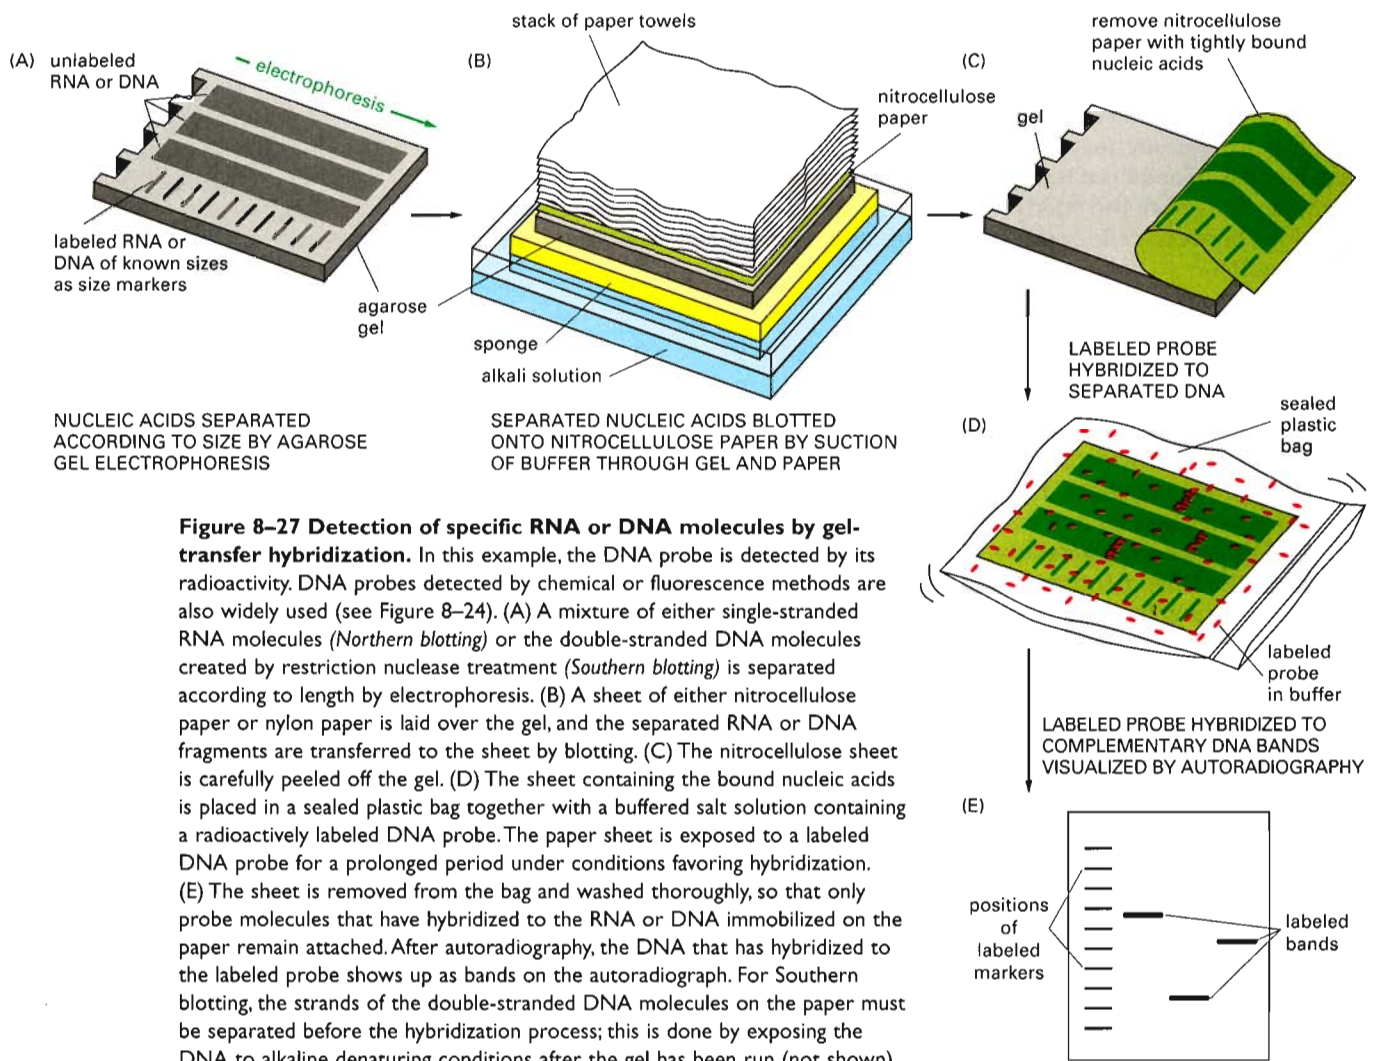 (A) unlabeled
RNA or DNA
electrophoresis
labeled RNA or
DNA of known sizes
as size markers
agarose
gel
NUCLEIC ACIDS SEPARATED
ACCORDING TO SIZE BY AGAROSE
GEL ELECTROPHORESIS
(B)
stack of paper towels
nitrocellulose
paper
sponge
alkali solution
SEPARATED NUCLEIC ACIDS BLOTTED
ONTO NITROCELLULOSE PAPER BY SUCTION
OF BUFFER THROUGH GEL AND PAPER
(C)
remove nitrocellulose
paper with tightly bound
nucleic acids
gel
LABELED PROBE
HYBRIDIZED TO
SEPARATED DNA
(D)
sealed
plastic
bag
labeled
probe
in buffer
LABELED PROBE HYBRIDIZED TO
COMPLEMENTARY DNA BANDS
VISUALIZED BY AUTORADIOGRAPHY
(E)
positions
of
labeled
markers
labeled
bands
Figure 8–27 Detection of specific RNA or DNA molecules by gel-
transfer hybridization. In this example, the DNA probe is detected by its
radioactivity. DNA probes detected by chemical or fluorescence methods are
also widely used (see Figure 8–24). (A) A mixture of either single-stranded
RNA molecules (Northern blotting) or the double-stranded DNA molecules
created by restriction nuclease treatment (Southern blotting) is separated
according to length by electrophoresis. (B) A sheet of either nitrocellulose
paper or nylon paper is laid over the gel, and the separated RNA or DNA
fragments are transferred to the sheet by blotting. (C) The nitrocellulose sheet
is carefully peeled off the gel. (D) The sheet containing the bound nucleic acids
is placed in a sealed plastic bag together with a buffered salt solution containing
a radioactively labeled DNA probe. The paper sheet is exposed to a labeled
DNA probe for a prolonged period under conditions favoring hybridization.
(E) The sheet is removed from the bag and washed thoroughly, so that only
probe molecules that have hybridized to the RNA or DNA immobilized on the
paper remain attached. After autoradiography, the DNA that has hybridized to
the labeled probe shows up as bands on the autoradiograph. For Southern
blotting, the strands of the double-stranded DNA molecules on the paper must
be separated before the hybridization process; this is done by exposing the
DNA to alkaline denaturing conditions after the gel has been run (not shown).